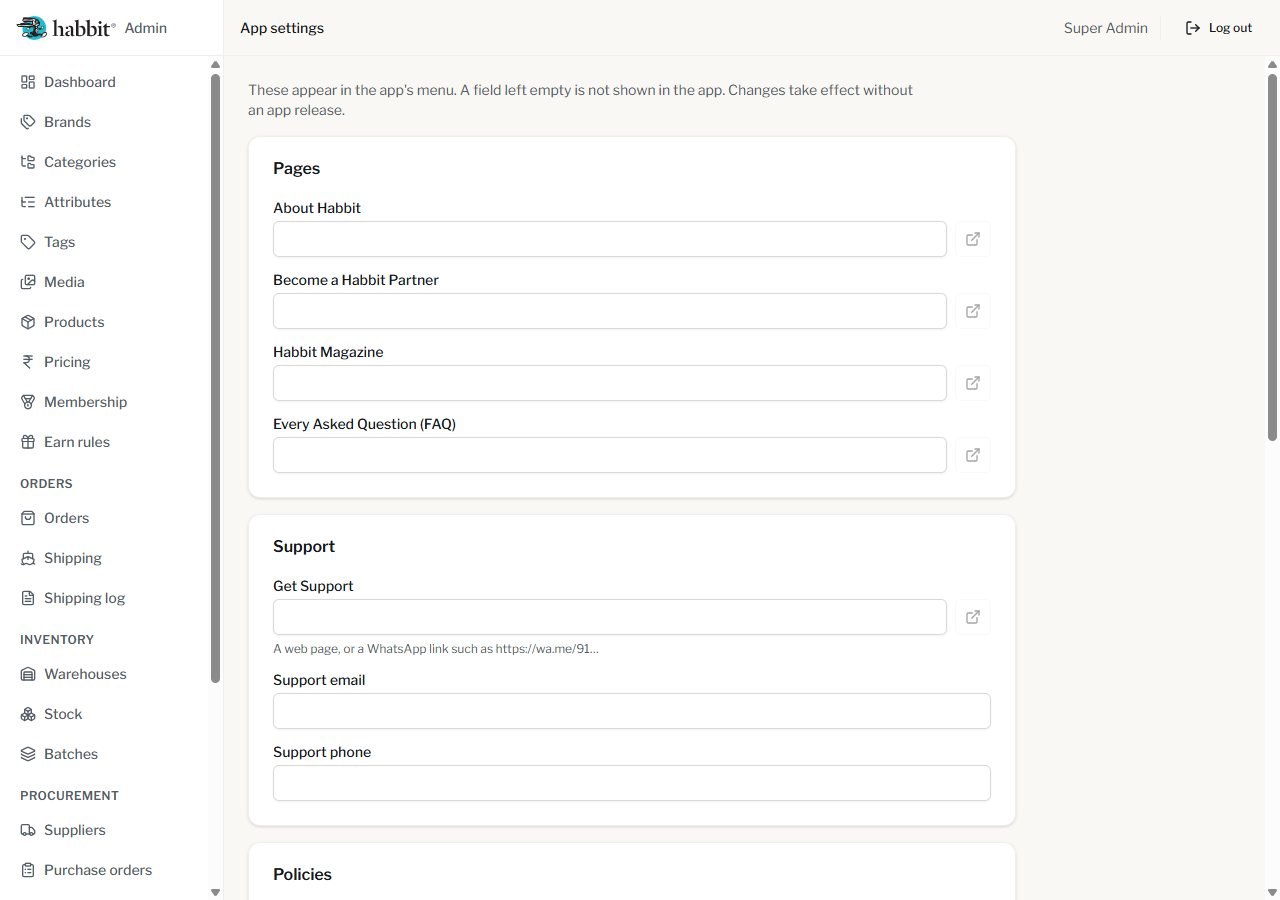 habbit® Admin
App settings
Super Admin
Log out
Dashboard
Brands
Categories
Attributes
Tags
Media
Products
Pricing
Membership
Earn rules
ORDERS
Orders
Shipping
Shipping log
INVENTORY
Warehouses
Stock
Batches
PROCUREMENT
Suppliers
Purchase orders
These appear in the app's menu. A field left empty is not shown in the app. Changes take effect without
an app release.
Pages
About Habbit
Become a Habbit Partner
Habbit Magazine
Every Asked Question (FAQ)
Support
Get Support
A web page, or a WhatsApp link such as https://wa.me/91…
Support email
Support phone
Policies